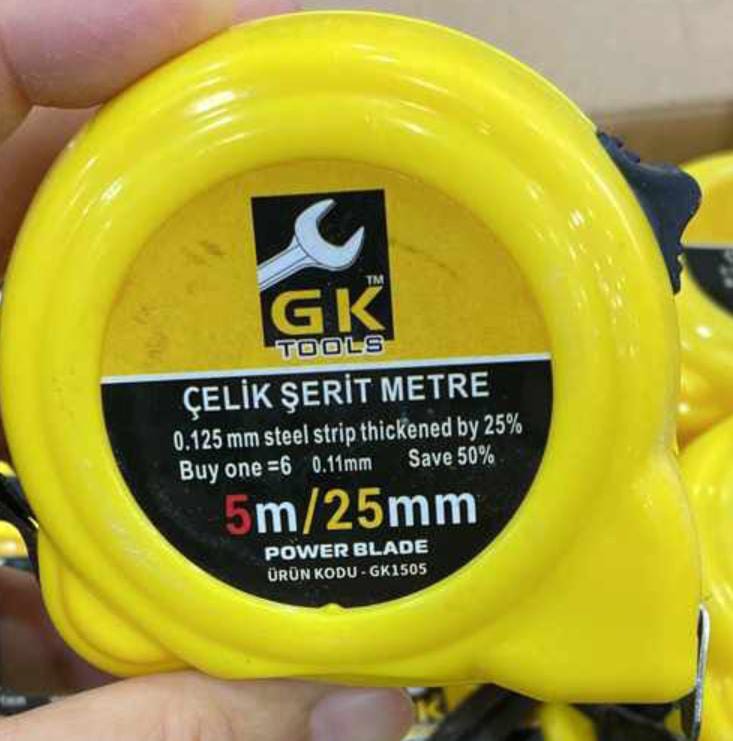 GK™
TOOLS
ÇELİK ŞERİT METRE
0.125 mm steel strip thickened by 25%
Buy one =6 0.11mm Save 50%
5m/25mm
POWER BLADE
ÜRÜN KODU - GK1505